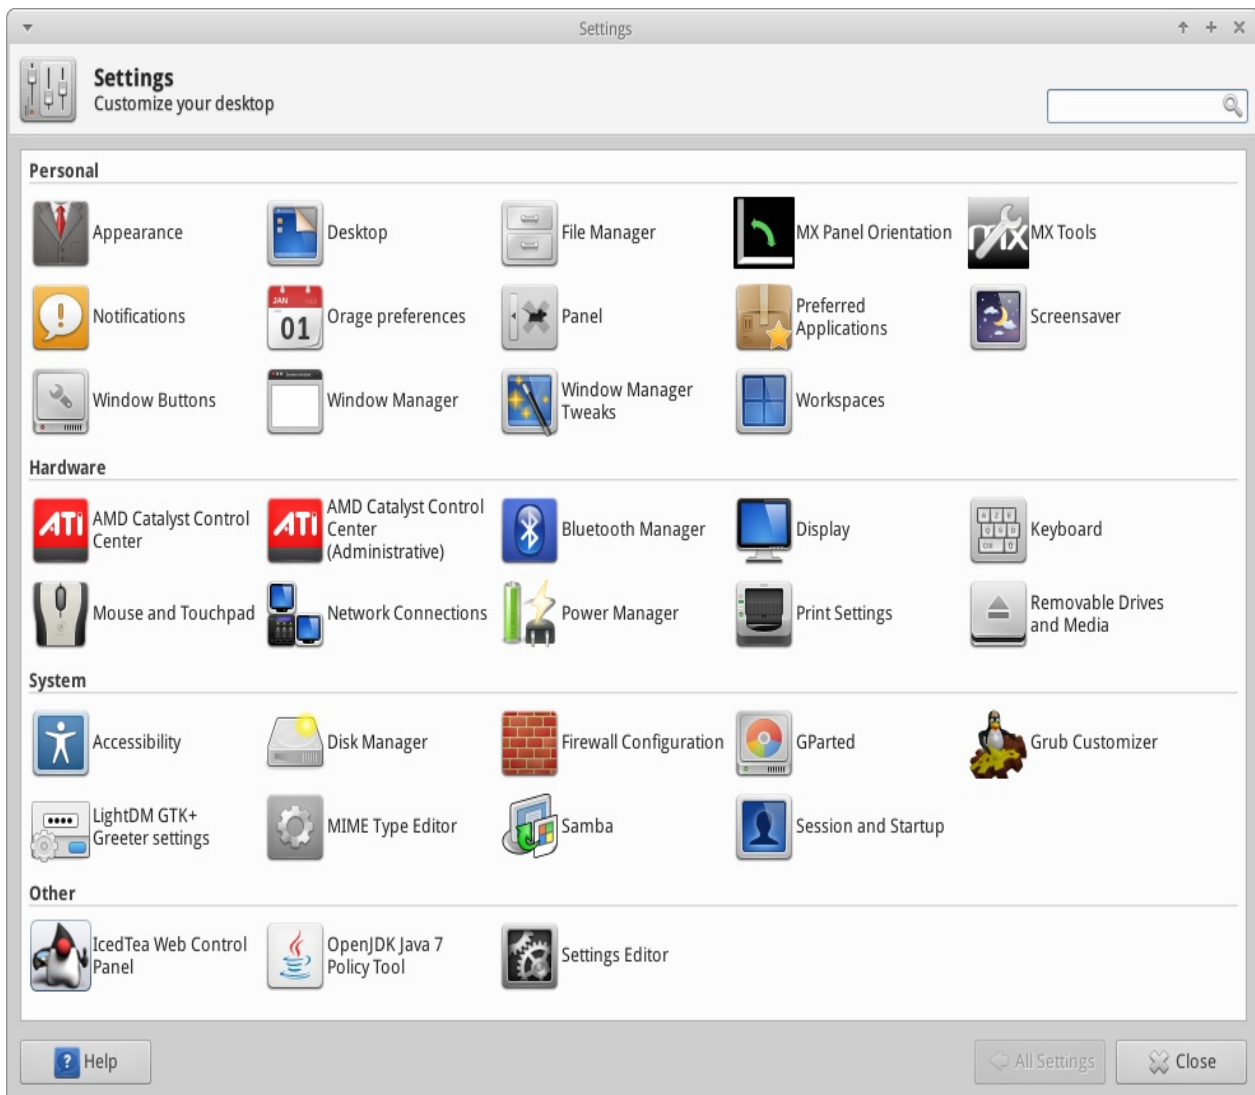 Settings
Settings
Customize your desktop
Personal
Appearance
Desktop
File Manager
MX Panel Orientation
mx
MX Tools
Notifications
JAN
01
Orage preferences
Panel
Preferred
Applications
Screensaver
Window Buttons
Window Manager
Window Manager
Tweaks
Workspaces
Hardware
ATI
AMD Catalyst Control
Center
ATI
AMD Catalyst Control
Center
(Administrative)
Bluetooth Manager
Display
A Z E
Q S D
Ctrl
Keyboard
Mouse and Touchpad
Network Connections
Power Manager
Print Settings
Removable Drives
and Media
System
Accessibility
Disk Manager
Firewall Configuration
GParted
Grub Customizer
LightDM GTK+
Greeter settings
MIME Type Editor
Samba
Session and Startup
Other
IcedTea Web Control
Panel
OpenJDK Java 7
Policy Tool
Settings Editor
? Help
All Settings
Close